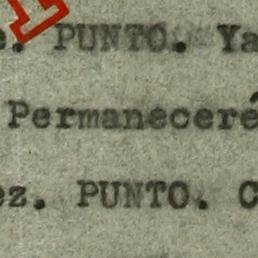 e. PUNTO. Ya
Permaneceré
ez. PUNTO. C